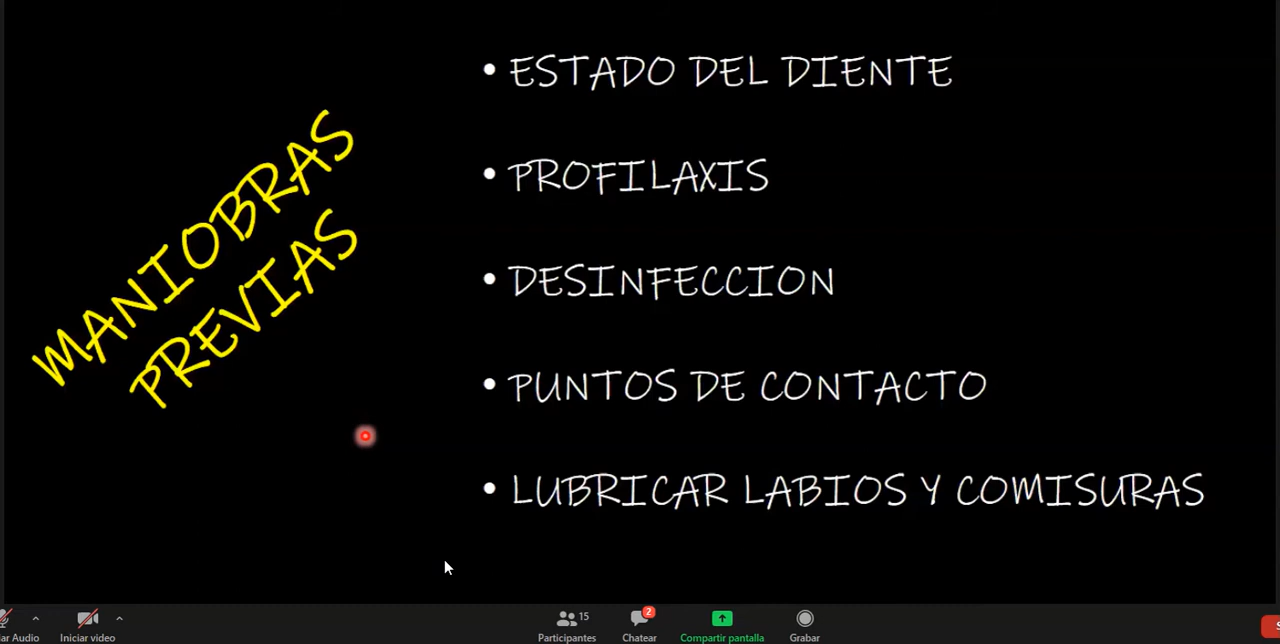 MANIOBRAS
PREVIAS
• ESTADO DEL DIENTE
• PROFILAXIS
• DESINFECCION
• PUNTOS DE CONTACTO
• LUBRICAR LABIOS Y COMISURAS
15
2
Audio
Iniciar video
Participantes
Chatear
Compartir pantalla
Grabar